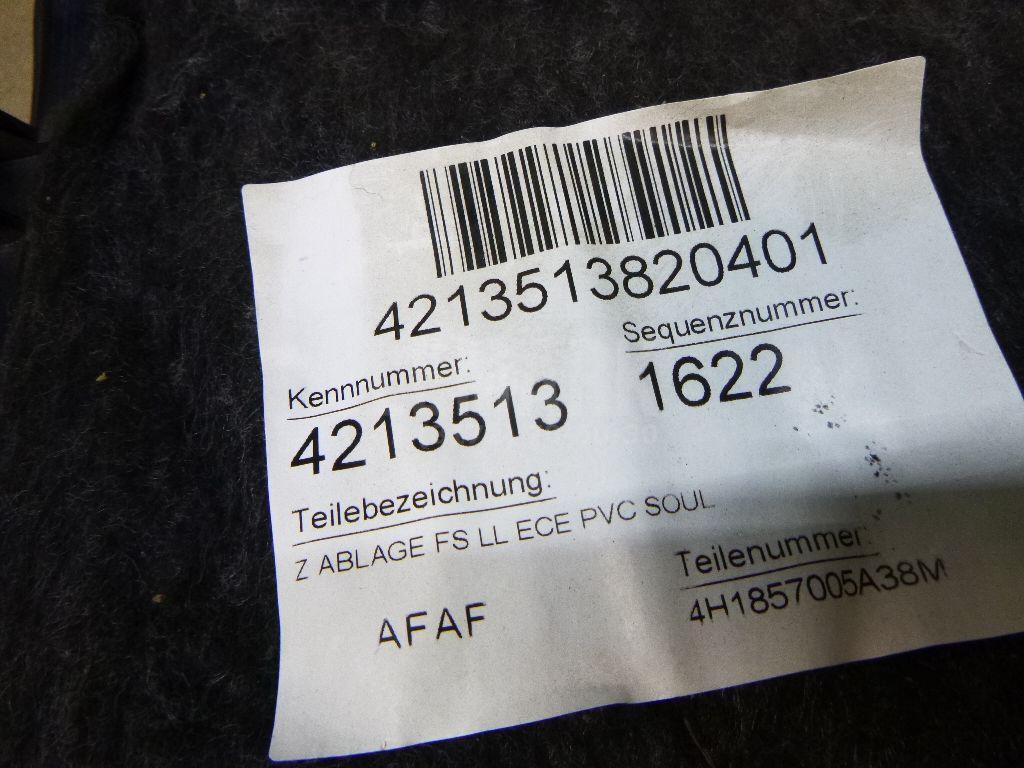 4213513820401
Kennnummer:
Sequenznummer:
4213513
1622
Teilebezeichnung:
Z ABLAGE FS LL ECE PVC SOUL
Teilenummer:
4H1857005A38M
AFAF